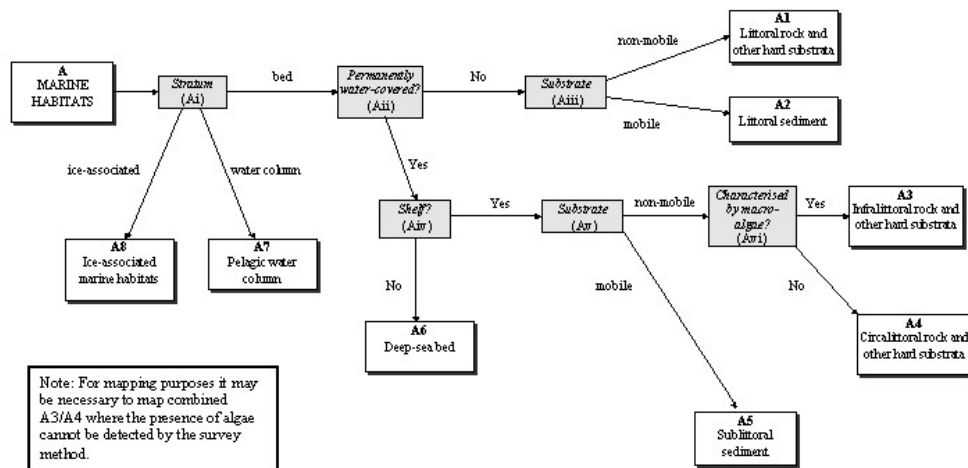 A
MARINE
HABITATS
Stratum
(Ai)
bed
Permanently
water-covered?
(Aii)
No
Substrate
(Aiii)
non-mobile
A1
Littoral rock and
other hard substrata
mobile
A2
Littoral sediment
ice-associated
water column
Yes
A8
Ice-associated
marine habitats
A7
Pelagic water
column
Shelf?
(Aiv)
Yes
Substrate
(Av)
non-mobile
Characterised
by macro-
algae?
(Avi)
Yes
A3
Infralittoral rock and
other hard substrata
No
mobile
No
A6
Deep-sea bed
A4
Circalittoral rock and
other hard substrata
A5
Sublittoral
sediment
Note: For mapping purposes it may
be necessary to map combined
A3/A4 where the presence of algae
cannot be detected by the survey
method.